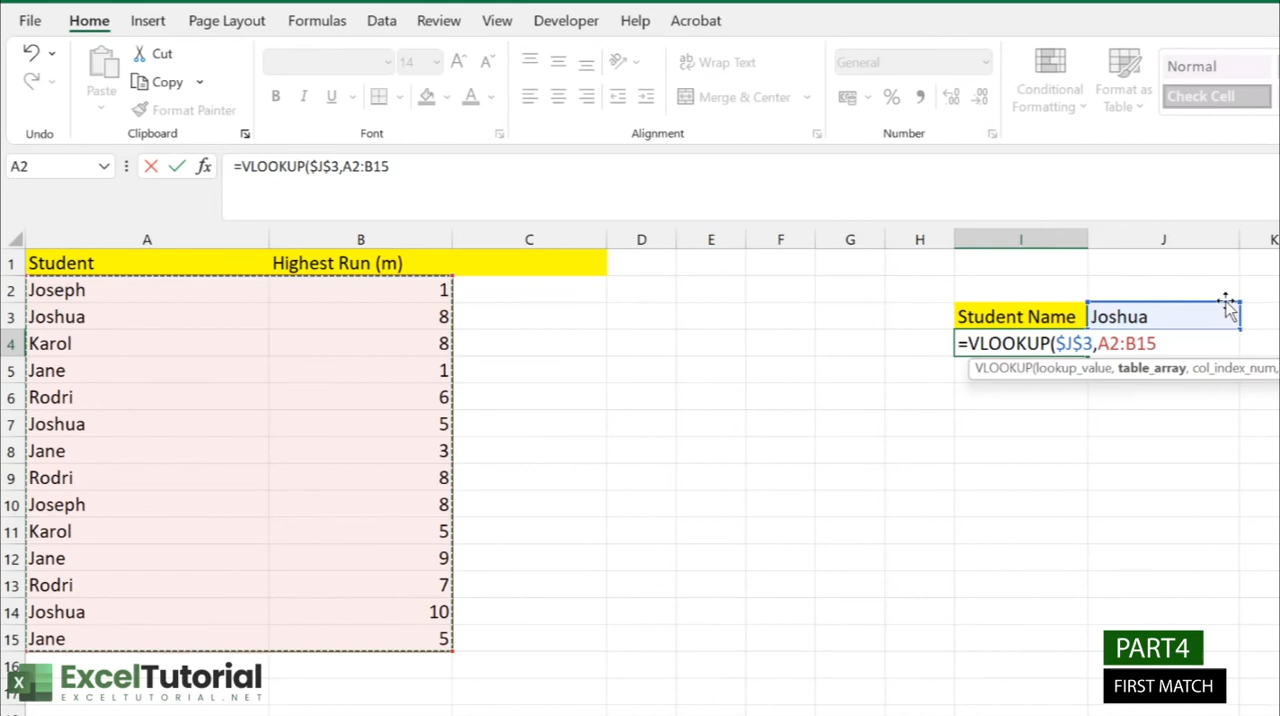 File Home Insert Page Layout Formulas Data Review View Developer Help Acrobat
Cut
Copy
Paste
Format Painter
14
Wrap Text
Merge & Center
General
Conditional
Formatting
Format as
Table
Normal
Check Cell
Undo Clipboard Font Alignment Number
A2 fx =VLOOKUP($J$3,A2:B15
A B C D E F G H I J K
1 Student Highest Run (m)
2 Joseph 1
3 Joshua 8 Student Name Joshua
4 Karol 8 =VLOOKUP($J$3,A2:B15
VLOOKUP(lookup_value, table_array, col_index_num,
5 Jane 1
6 Rodri 6
7 Joshua 5
8 Jane 3
9 Rodri 8
10 Joseph 8
11 Karol 5
12 Jane 9
13 Rodri 7
14 Joshua 10
15 Jane 5
16
ExcelTutorial
EXCELTUTORIAL.NET
PART4
FIRST MATCH